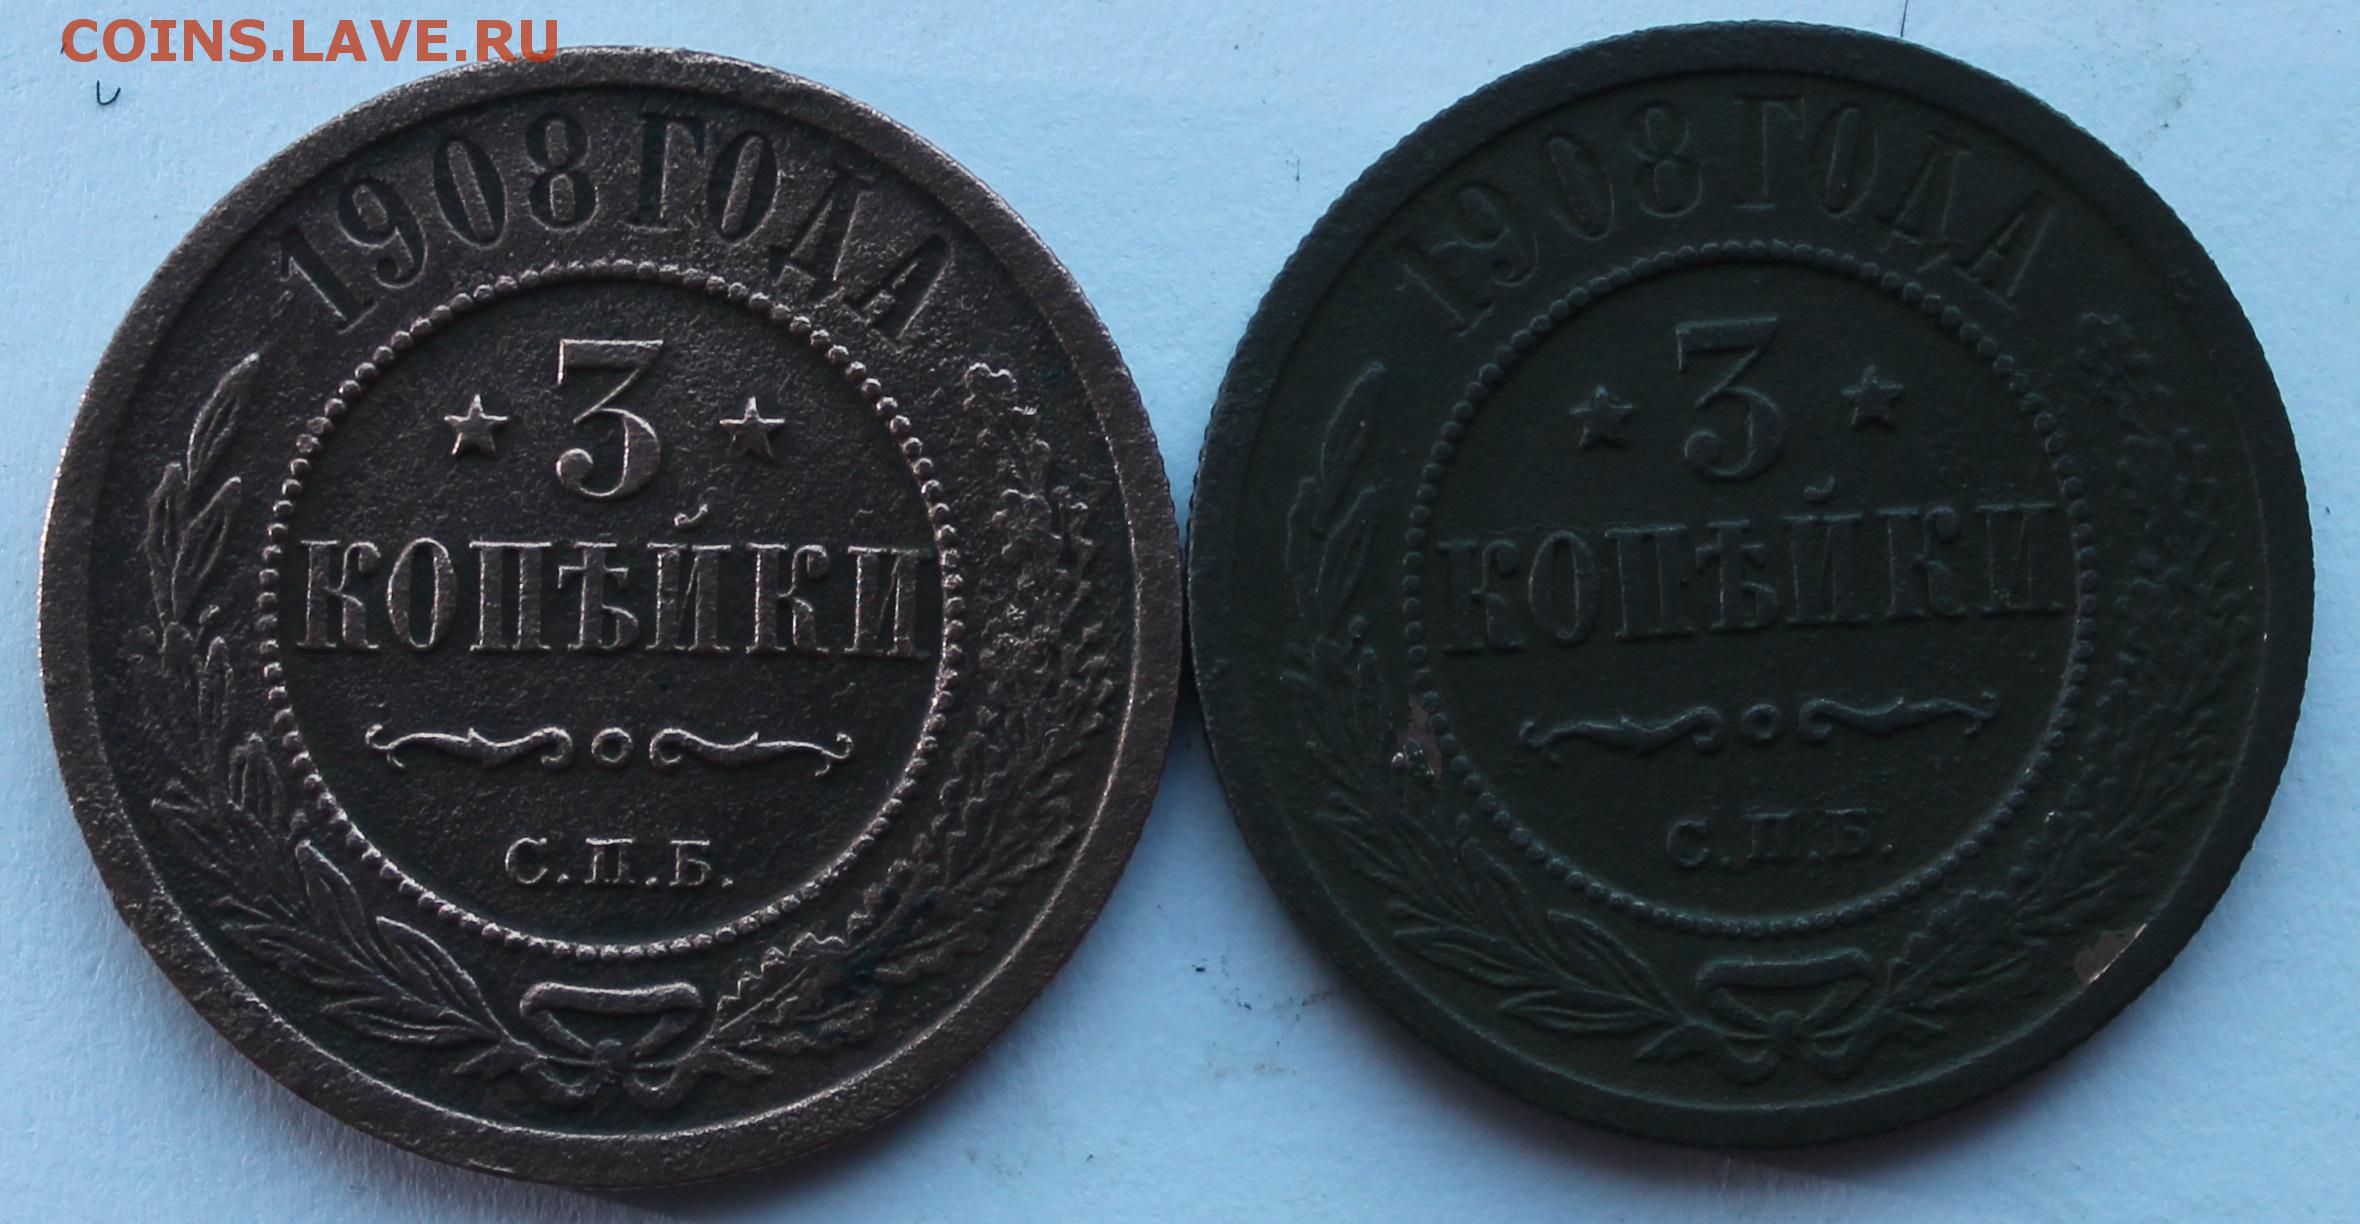 COINS.LAVE.RU
1908 ГОДА
3
КОПѢЙКИ
С.П.Б.
1908 ГОДА
3
КОПѢЙКИ
С.П.Б.